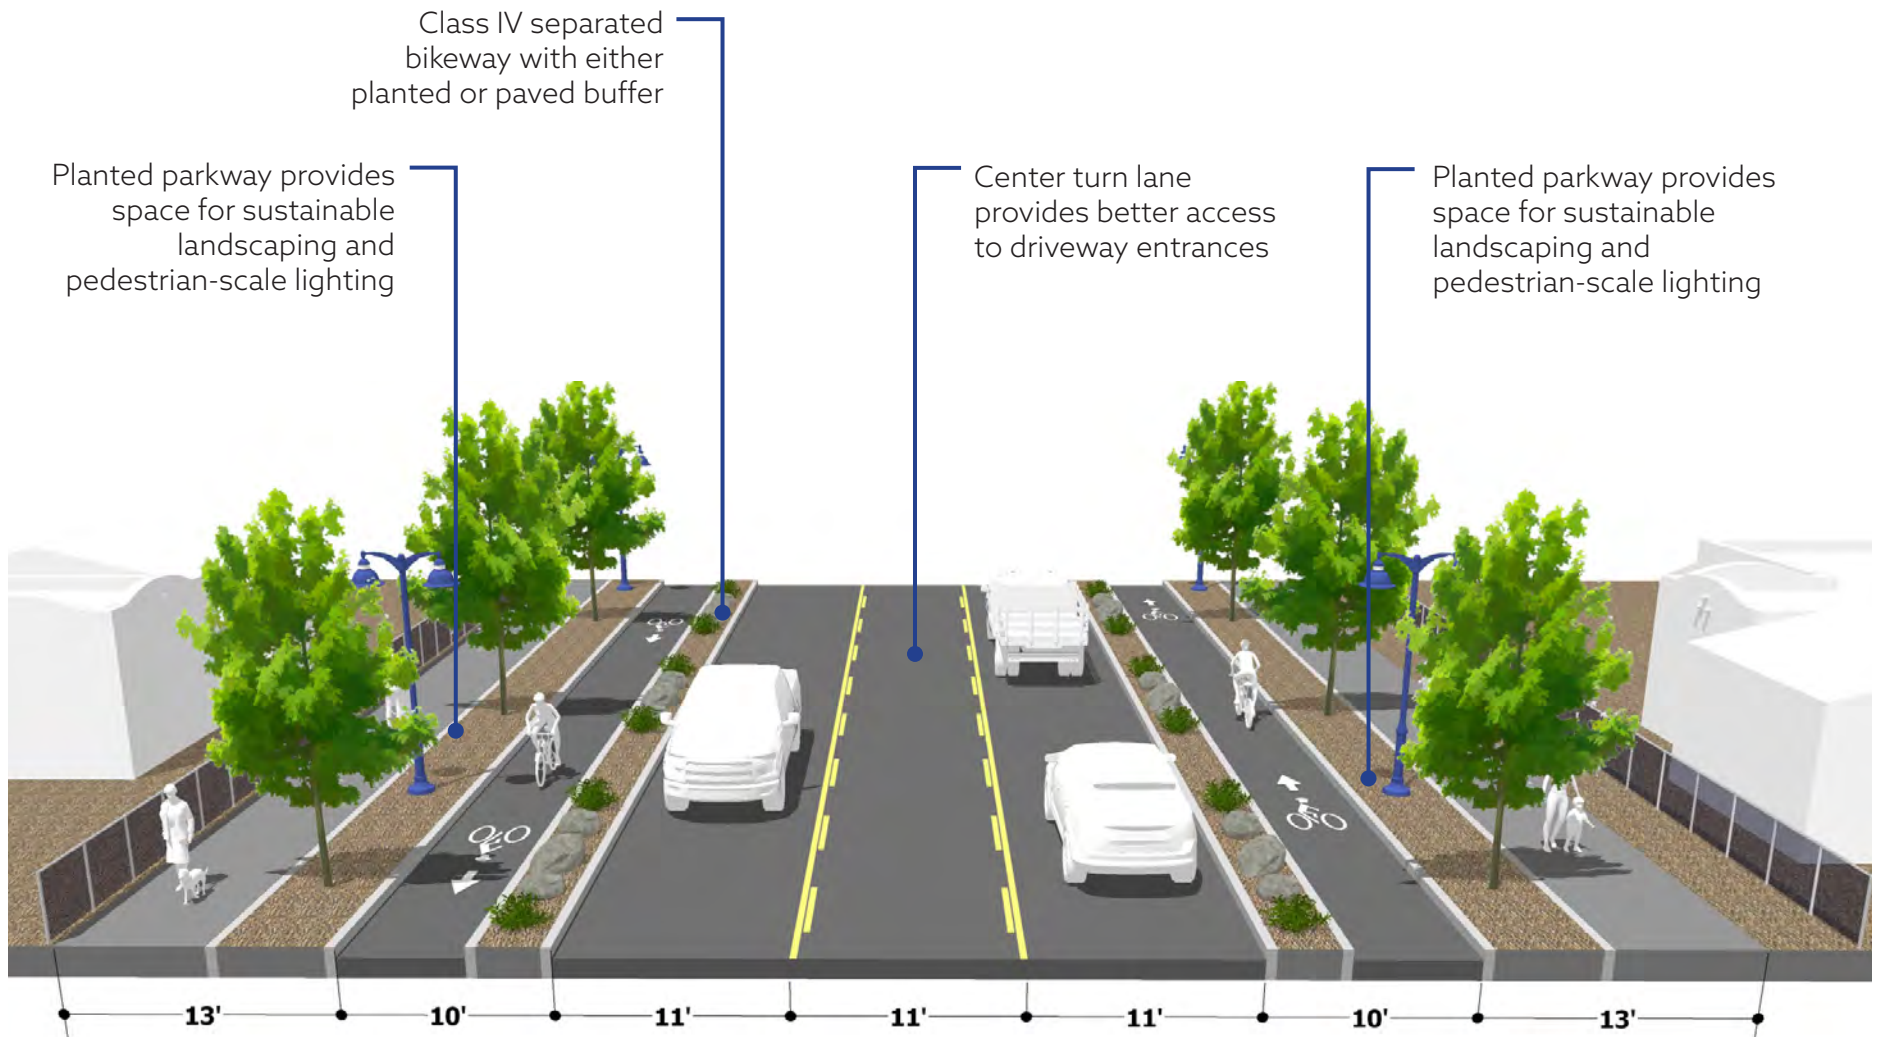 Class IV separated
bikeway with either
planted or paved buffer
Planted parkway provides
space for sustainable
landscaping and
pedestrian-scale lighting
Center turn lane
provides better access
to driveway entrances
Planted parkway provides
space for sustainable
landscaping and
pedestrian-scale lighting
13' 10' 11' 11' 11' 10' 13'